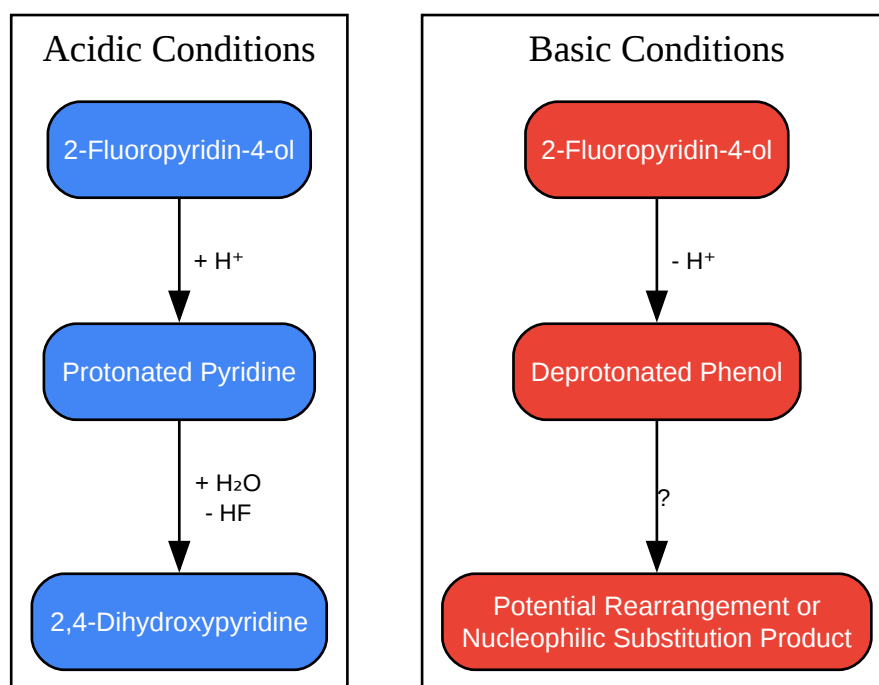 Acidic Conditions
2-Fluoropyridin-4-ol
+ H⁺
Protonated Pyridine
+ H₂O
- HF
2,4-Dihydroxypyridine
Basic Conditions
2-Fluoropyridin-4-ol
- H⁺
Deprotonated Phenol
?
Potential Rearrangement or
Nucleophilic Substitution Product